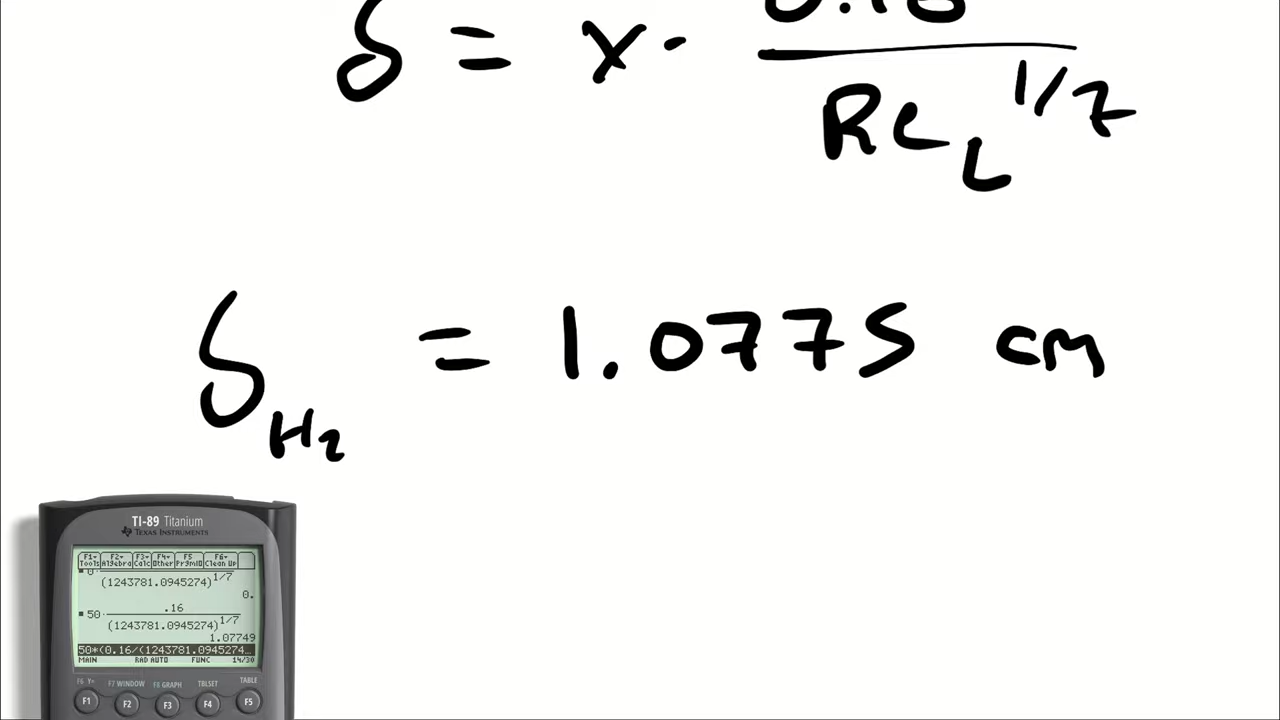 δ = x · 0.16
Re_L^1/7
δ_H2 = 1.0775 cm
TI-89 Titanium
TEXAS INSTRUMENTS
F1▾ F2▾ F3▾ F4▾ F5 F6▾
Tools Algebra Calc Other PrgmIO Clean Up
(1243781.0945274)^1/7
0.
▪ 50· .16
(1243781.0945274)^1/7
1.07749
50*(0.16/(1243781.0945274…
MAIN RAD AUTO FUNC 14/30
F6 Y= F7 WINDOW F8 GRAPH TBLSET TABLE
F1 F2 F3 F4 F5